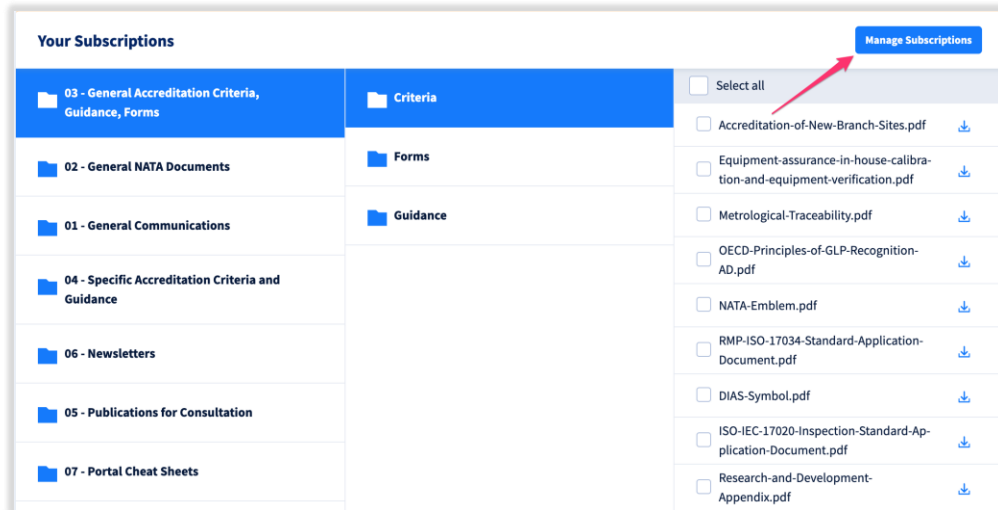 Your Subscriptions
Manage Subscriptions
03 - General Accreditation Criteria,
Guidance, Forms
02 - General NATA Documents
01 - General Communications
04 - Specific Accreditation Criteria and
Guidance
06 - Newsletters
05 - Publications for Consultation
07 - Portal Cheat Sheets
Criteria
Forms
Guidance
Select all
Accreditation-of-New-Branch-Sites.pdf
Equipment-assurance-in-house-calibra-
tion-and-equipment-verification.pdf
Metrological-Traceability.pdf
OECD-Principles-of-GLP-Recognition-
AD.pdf
NATA-Emblem.pdf
RMP-ISO-17034-Standard-Application-
Document.pdf
DIAS-Symbol.pdf
ISO-IEC-17020-Inspection-Standard-Ap-
plication-Document.pdf
Research-and-Development-
Appendix.pdf